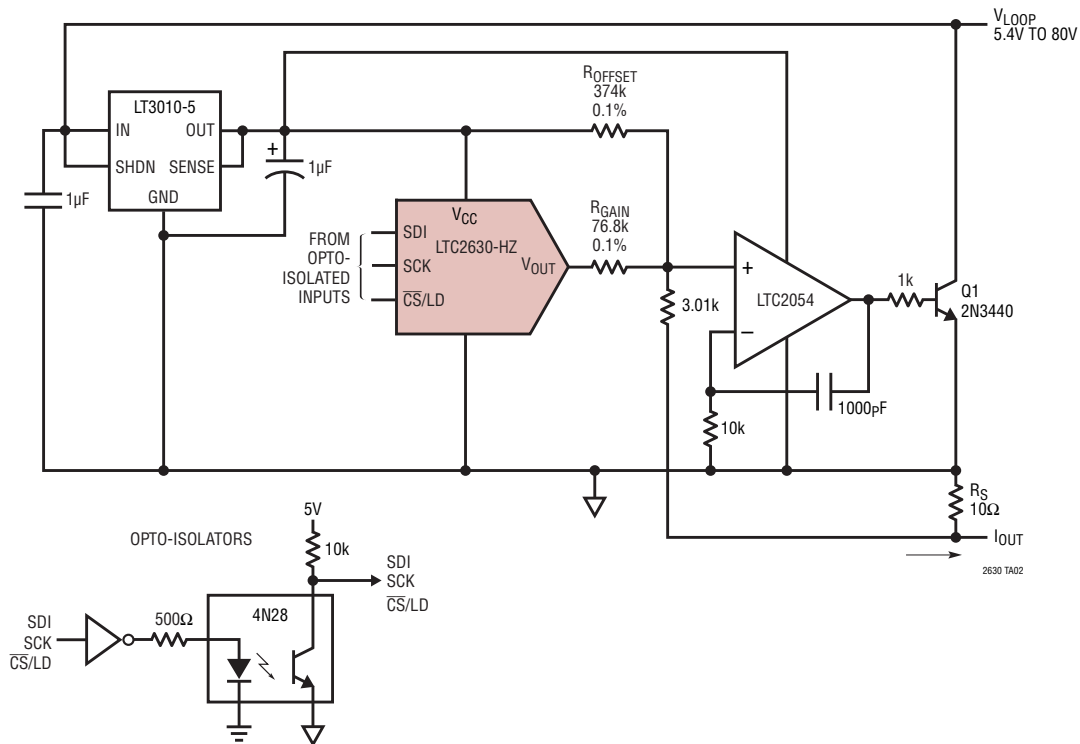 VLOOP
5.4V TO 80V
LT3010-5
IN
OUT
SHDN
SENSE
GND
1µF
+
1µF
ROFFSET
374k
0.1%
FROM
OPTO-
ISOLATED
INPUTS
SDI
SCK
CS/LD
VCC
LTC2630-HZ
VOUT
RGAIN
76.8k
0.1%
3.01k
+
–
LTC2054
1k
Q1
2N3440
1000pF
10k
RS
10Ω
IOUT
2630 TA02
OPTO-ISOLATORS
5V
10k
SDI
SCK
CS/LD
SDI
SCK
CS/LD
500Ω
4N28